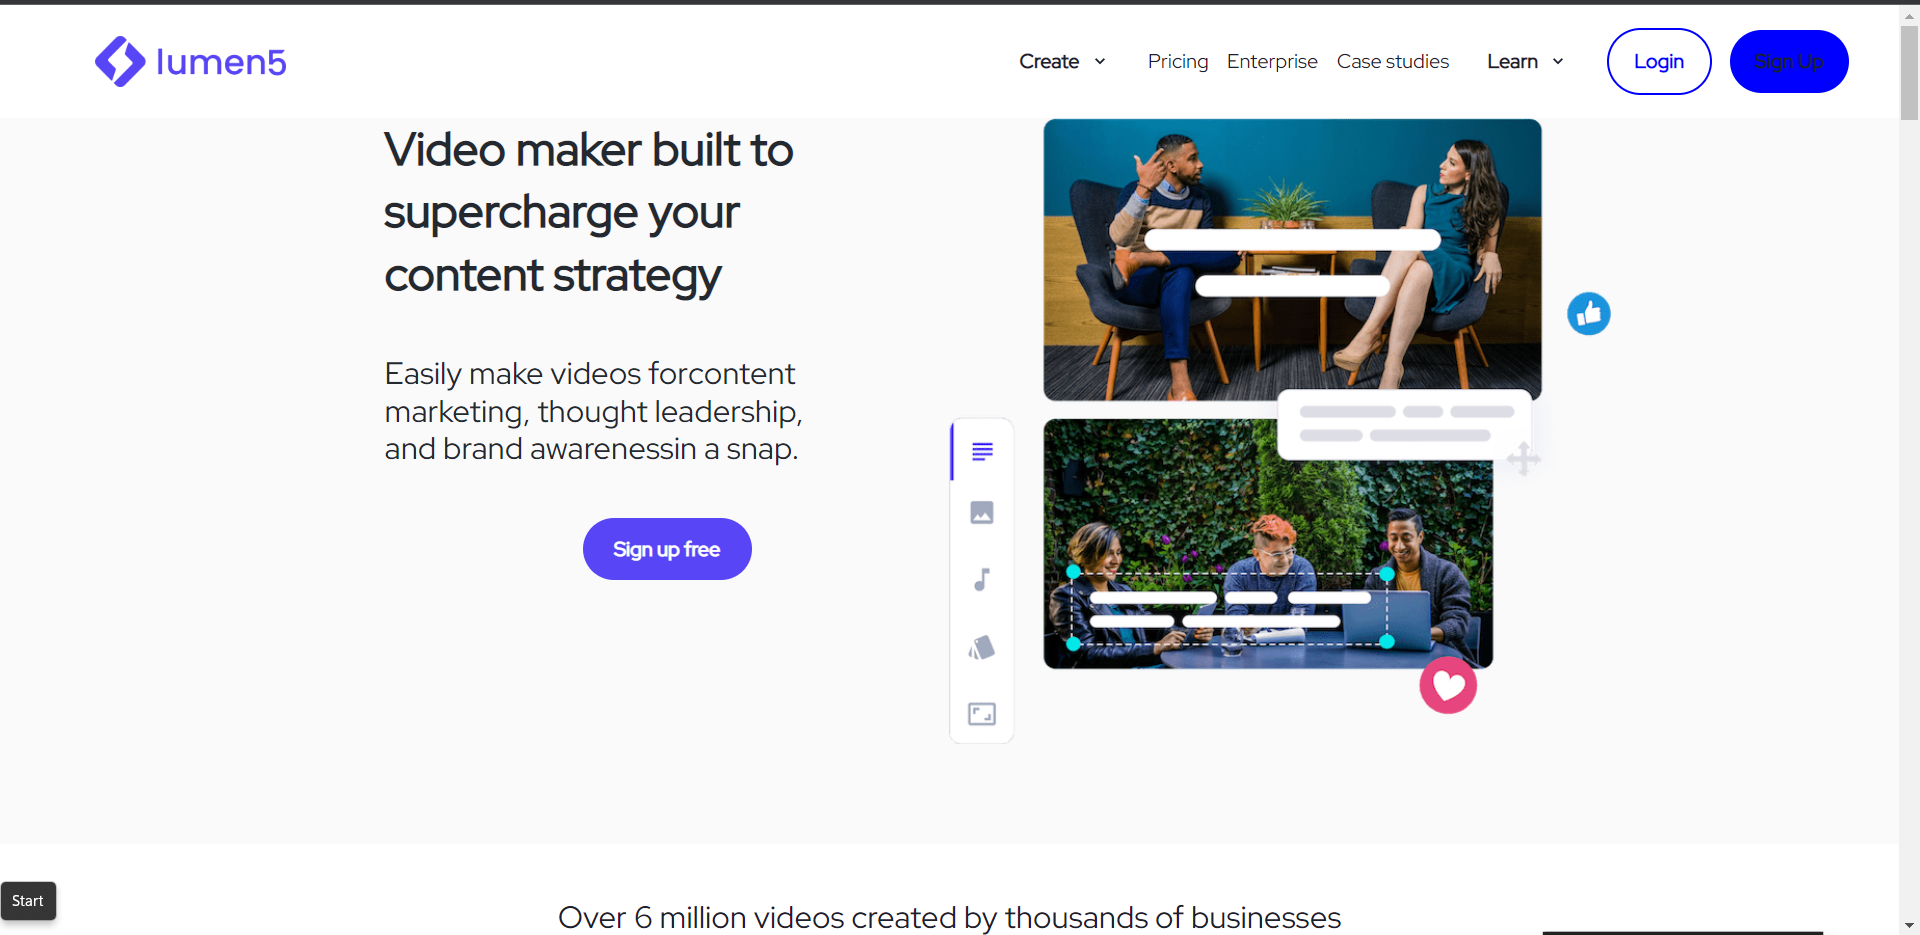 lumen5
Create Pricing Enterprise Case studies Learn Login Sign Up
Video maker built to
supercharge your
content strategy
Easily make videos forcontent
marketing, thought leadership,
and brand awarenessin a snap.
Sign up free
Start
Over 6 million videos created by thousands of businesses